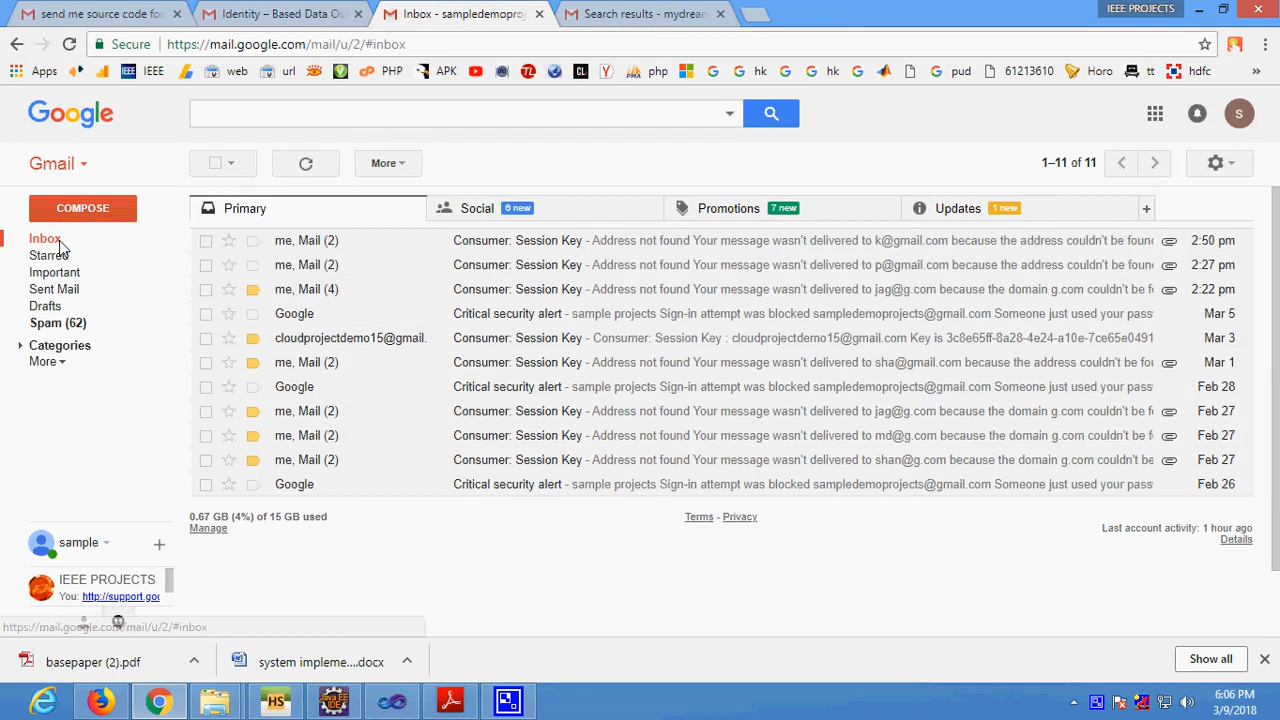 send me source code fo
Identity – Based Data Ou
Inbox - sampledemoproj
Search results - mydrean
IEEE PROJECTS
Secure https://mail.google.com/mail/u/2/#inbox
Apps IEEE web url PHP APK CL php hk hk hk pud 61213610 Horo tt hdfc »
Google
Gmail
More
1–11 of 11
COMPOSE
Primary
Social 6 new
Promotions 7 new
Updates 1 new
+
Inbox
Starre
Important
Sent Mail
Drafts
Spam (62)
Categories
More
me, Mail (2) Consumer: Session Key - Address not found Your message wasn't delivered to k@gmail.com because the address couldn't be foun 2:50 pm
me, Mail (2) Consumer: Session Key - Address not found Your message wasn't delivered to p@gmail.com because the address couldn't be foun 2:27 pm
me, Mail (4) Consumer: Session Key - Address not found Your message wasn't delivered to jag@g.com because the domain g.com couldn't be f 2:22 pm
Google Critical security alert - sample projects Sign-in attempt was blocked sampledemoprojects@gmail.com Someone just used your pass Mar 5
cloudprojectdemo15@gmail. Consumer: Session Key - Consumer: Session Key : cloudprojectdemo15@gmail.com Key is 3c8e65ff-8a28-4e24-a10e-7ce65e0491 Mar 3
me, Mail (2) Consumer: Session Key - Address not found Your message wasn't delivered to sha@gmail.com because the address couldn't be fo Mar 1
Google Critical security alert - sample projects Sign-in attempt was blocked sampledemoprojects@gmail.com Someone just used your pass Feb 28
me, Mail (2) Consumer: Session Key - Address not found Your message wasn't delivered to jag@g.com because the domain g.com couldn't be f Feb 27
me, Mail (2) Consumer: Session Key - Address not found Your message wasn't delivered to md@g.com because the domain g.com couldn't be f Feb 27
me, Mail (2) Consumer: Session Key - Address not found Your message wasn't delivered to shan@g.com because the domain g.com couldn't be Feb 27
Google Critical security alert - sample projects Sign-in attempt was blocked sampledemoprojects@gmail.com Someone just used your pass Feb 26
0.67 GB (4%) of 15 GB used
Manage
Terms - Privacy
Last account activity: 1 hour ago
Details
sample
+
IEEE PROJECTS
You: http://support.goo
https://mail.google.com/mail/u/2/#inbox
basepaper (2).pdf
system impleme....docx
Show all
HS
Java EE
IDE
6:06 PM
3/9/2018